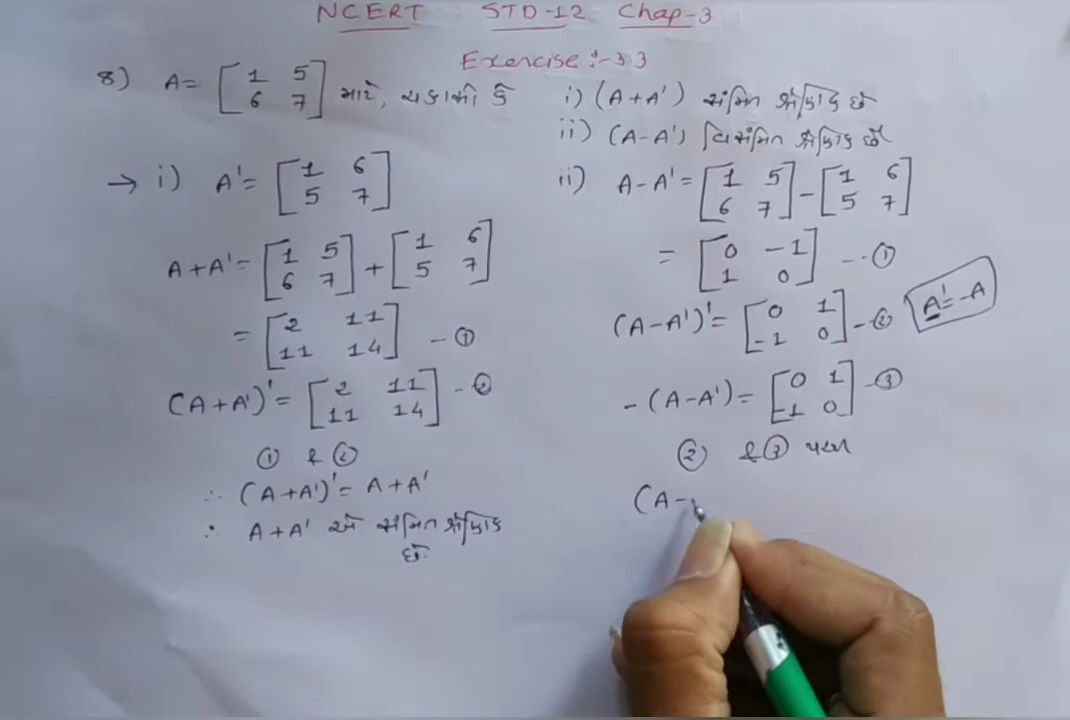 NCERT STD-12 Chap-3
Exercise :- 3.3
8) A = [1 5; 6 7] માટે, ચકાસો કે
i) (A+A') સંમિત શ્રેણિક છે
ii) (A-A') વિસંમિત શ્રેણિક છે
→ i) A' = [1 6; 5 7]
A+A' = [1 5; 6 7] + [1 6; 5 7]
= [2 11; 11 14] - ①
(A+A')' = [2 11; 11 14] - ②
① & ②
∴ (A+A')' = A+A'
∴ A+A' એ સંમિત શ્રેણિક
છે.
ii) A-A' = [1 5; 6 7] - [1 6; 5 7]
= [0 -1; 1 0] -- ①
(A-A')' = [0 1; -1 0] - ② A' = -A
-(A-A') = [0 1; -1 0] - ③
② & ③ પરથી
(A-